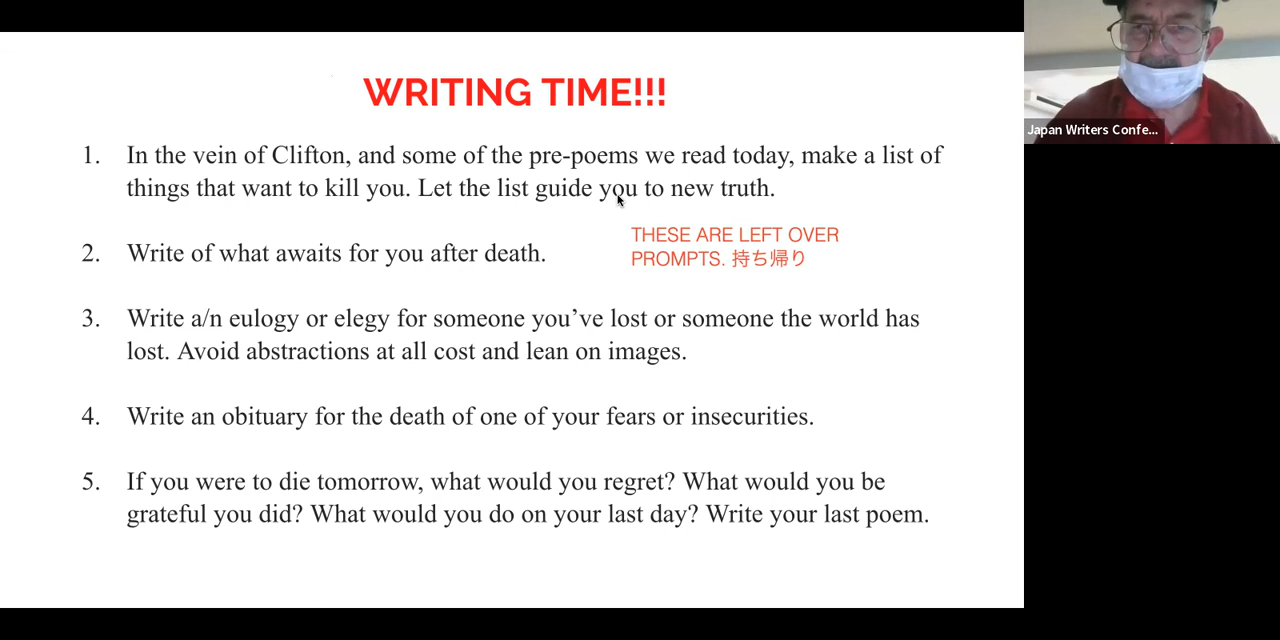 WRITING TIME!!!
1. In the vein of Clifton, and some of the pre-poems we read today, make a list of
things that want to kill you. Let the list guide you to new truth.
THESE ARE LEFT OVER
PROMPTS. 持ち帰り
2. Write of what awaits for you after death.
3. Write a/n eulogy or elegy for someone you’ve lost or someone the world has
lost. Avoid abstractions at all cost and lean on images.
4. Write an obituary for the death of one of your fears or insecurities.
5. If you were to die tomorrow, what would you regret? What would you be
grateful you did? What would you do on your last day? Write your last poem.
Japan Writers Confe...